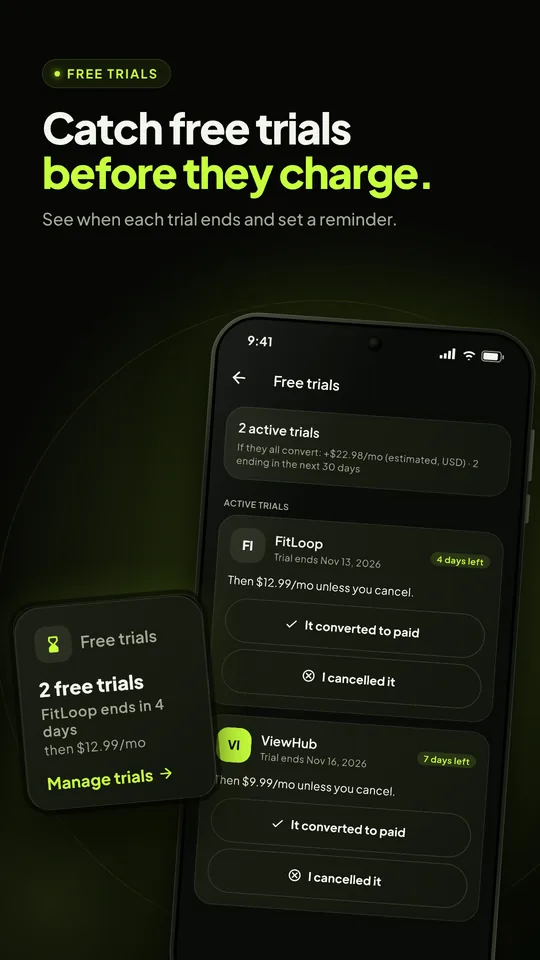 FREE TRIALS
Catch free trials
before they charge.
See when each trial ends and set a reminder.
9:41
Free trials
2 active trials
If they all convert: +$22.98/mo (estimated, USD) · 2
ending in the next 30 days
ACTIVE TRIALS
FI
FitLoop
Trial ends Nov 13, 2026
4 days left
Then $12.99/mo unless you cancel.
It converted to paid
I cancelled it
VI
ViewHub
Trial ends Nov 16, 2026
7 days left
Then $9.99/mo unless you cancel.
It converted to paid
I cancelled it
Free trials
2 free trials
FitLoop ends in 4
days
then $12.99/mo
Manage trials →